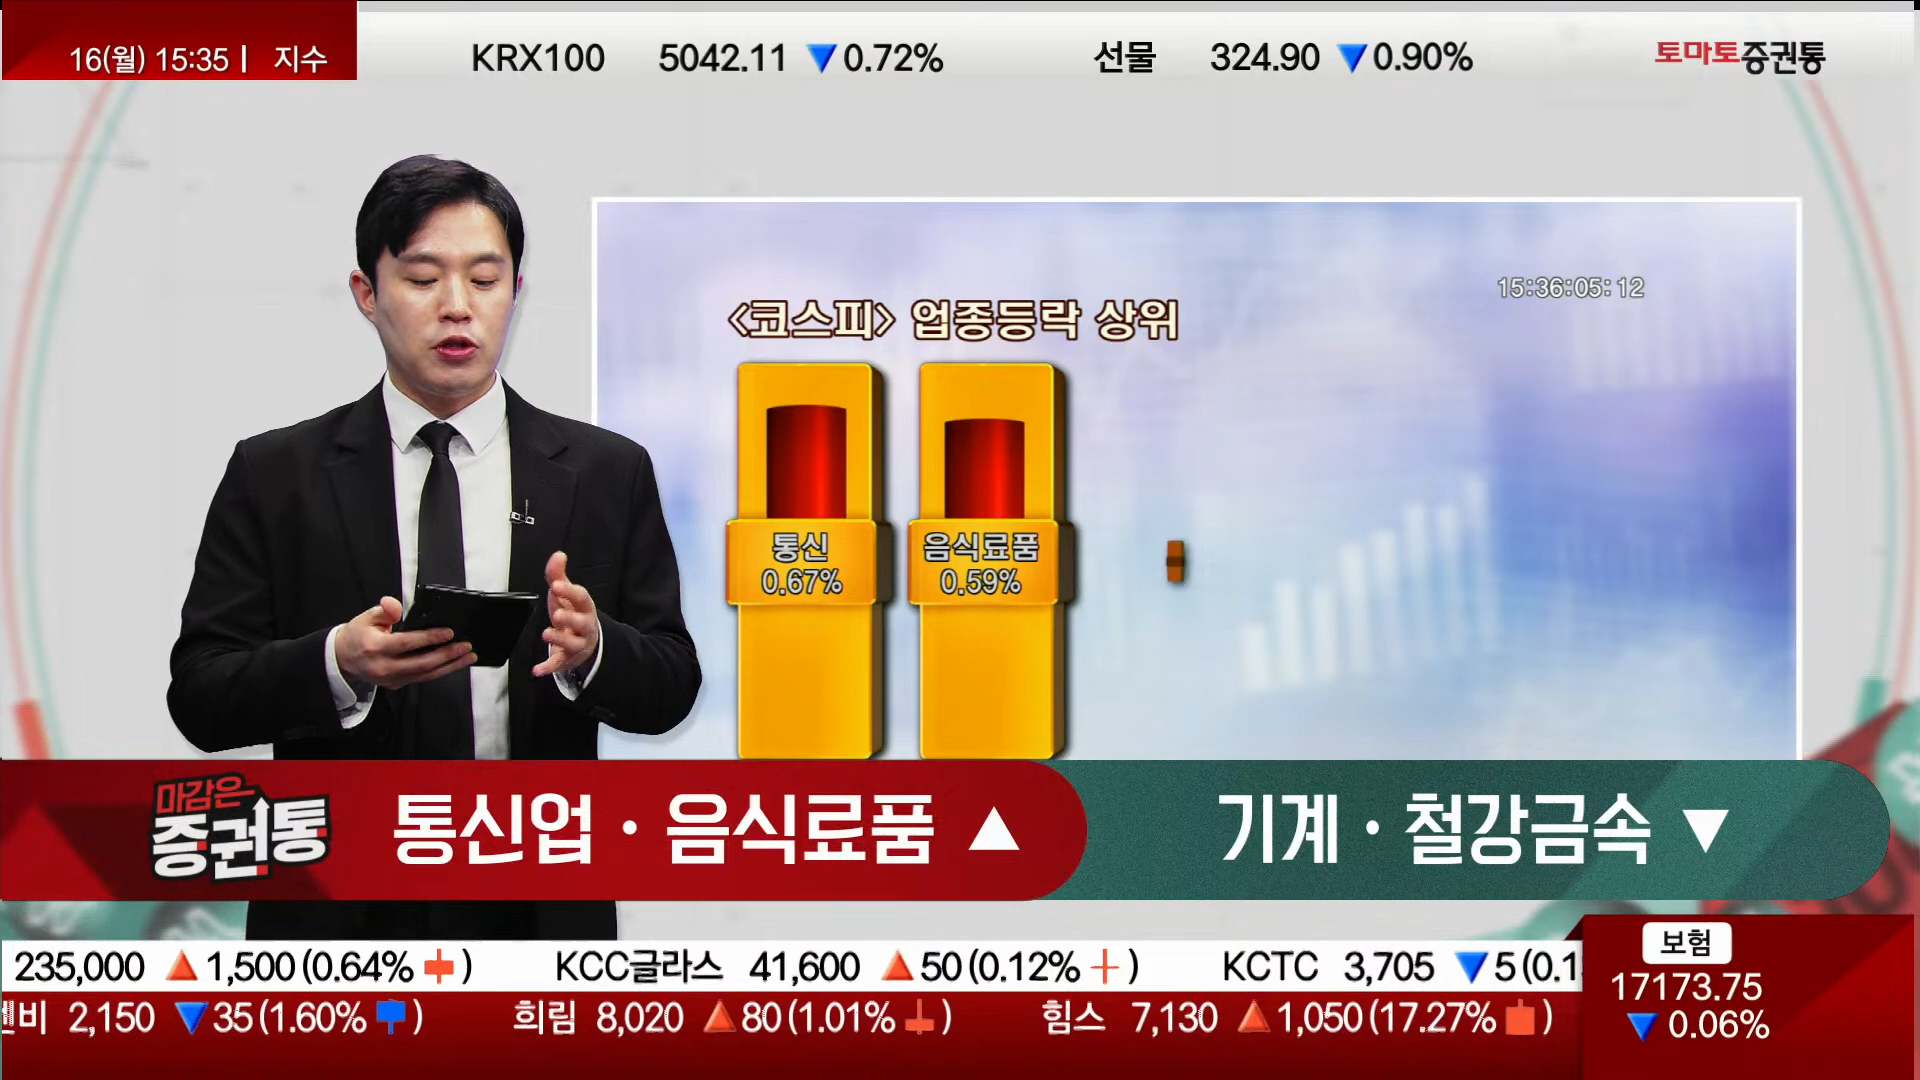 16(월) 15:35 | 지수 KRX100 5042.11 ▼0.72% 선물 324.90 ▼0.90% 토마토증권통
15:36:05:12
<코스피> 업종등락 상위
통신 음식료품
0.67% 0.59%
마감은 증권통 통신업 · 음식료품 ▲ 기계 · 철강금속 ▼
235,000 ▲1,500(0.64% ) KCC글라스 41,600 ▲50(0.12% ) KCTC 3,705 ▼5(0.1
비 2,150 ▼35(1.60% ) 희림 8,020 ▲80(1.01% ) 힘스 7,130 ▲1,050(17.27% )
보험
17173.75
▼ 0.06%